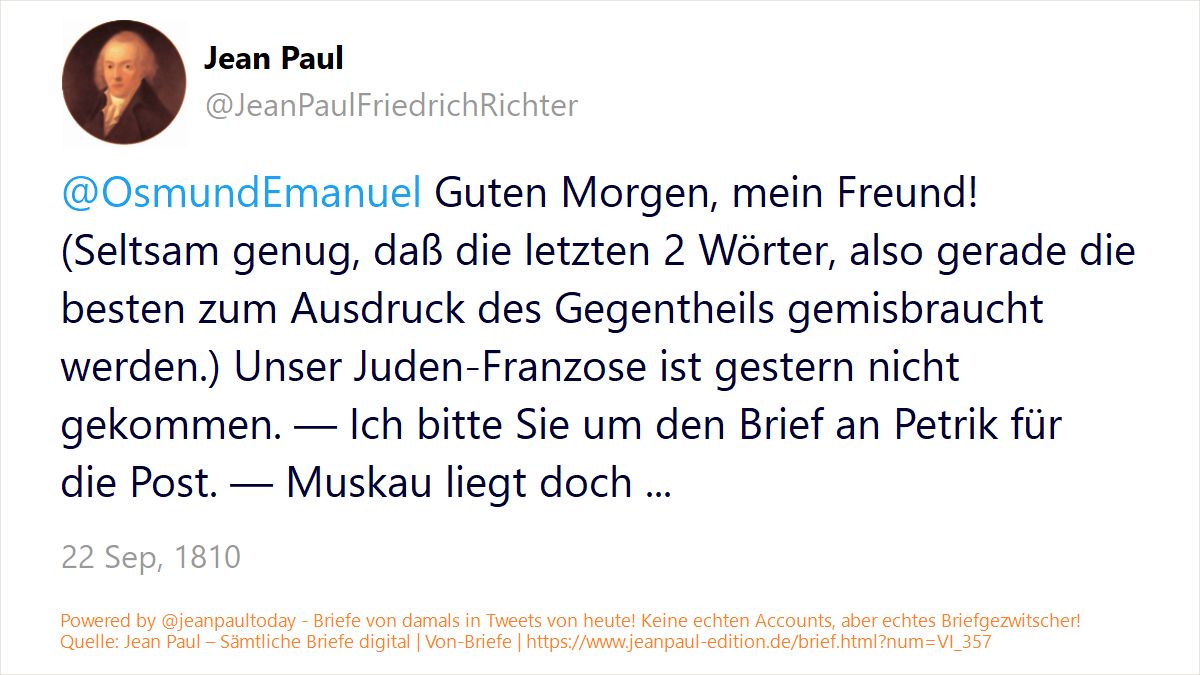 Jean Paul
@JeanPaulFriedrichRichter
@OsmundEmanuel Guten Morgen, mein Freund!
(Seltsam genug, daß die letzten 2 Wörter, also gerade die
besten zum Ausdruck des Gegentheils gemisbraucht
werden.) Unser Juden-Franzose ist gestern nicht
gekommen. — Ich bitte Sie um den Brief an Petrik für
die Post. — Muskau liegt doch ...
22 Sep, 1810
Powered by @jeanpaultoday - Briefe von damals in Tweets von heute! Keine echten Accounts, aber echtes Briefgezwitscher!
Quelle: Jean Paul – Sämtliche Briefe digital | Von-Briefe | https://www.jeanpaul-edition.de/brief.html?num=VI_357